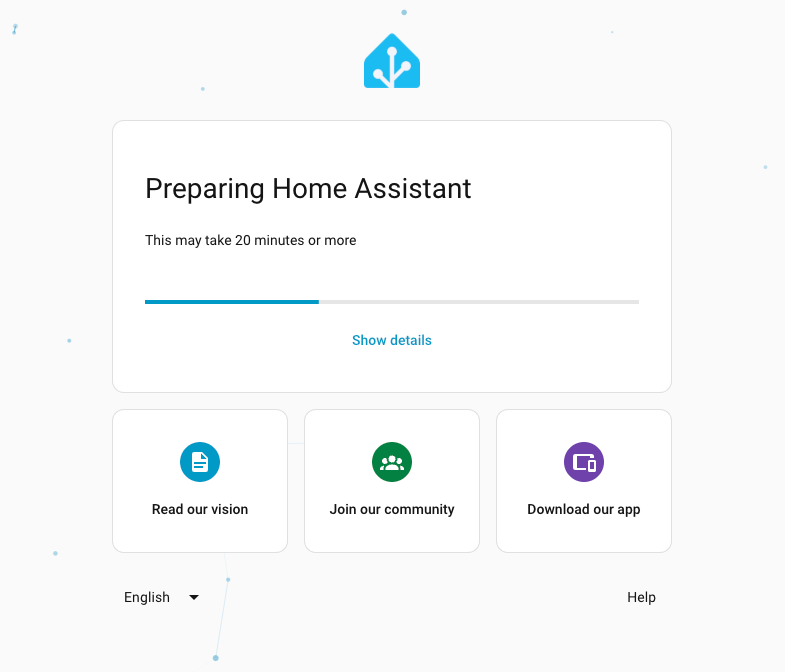 Preparing Home Assistant
This may take 20 minutes or more
Show details
Read our vision
Join our community
Download our app
English
Help